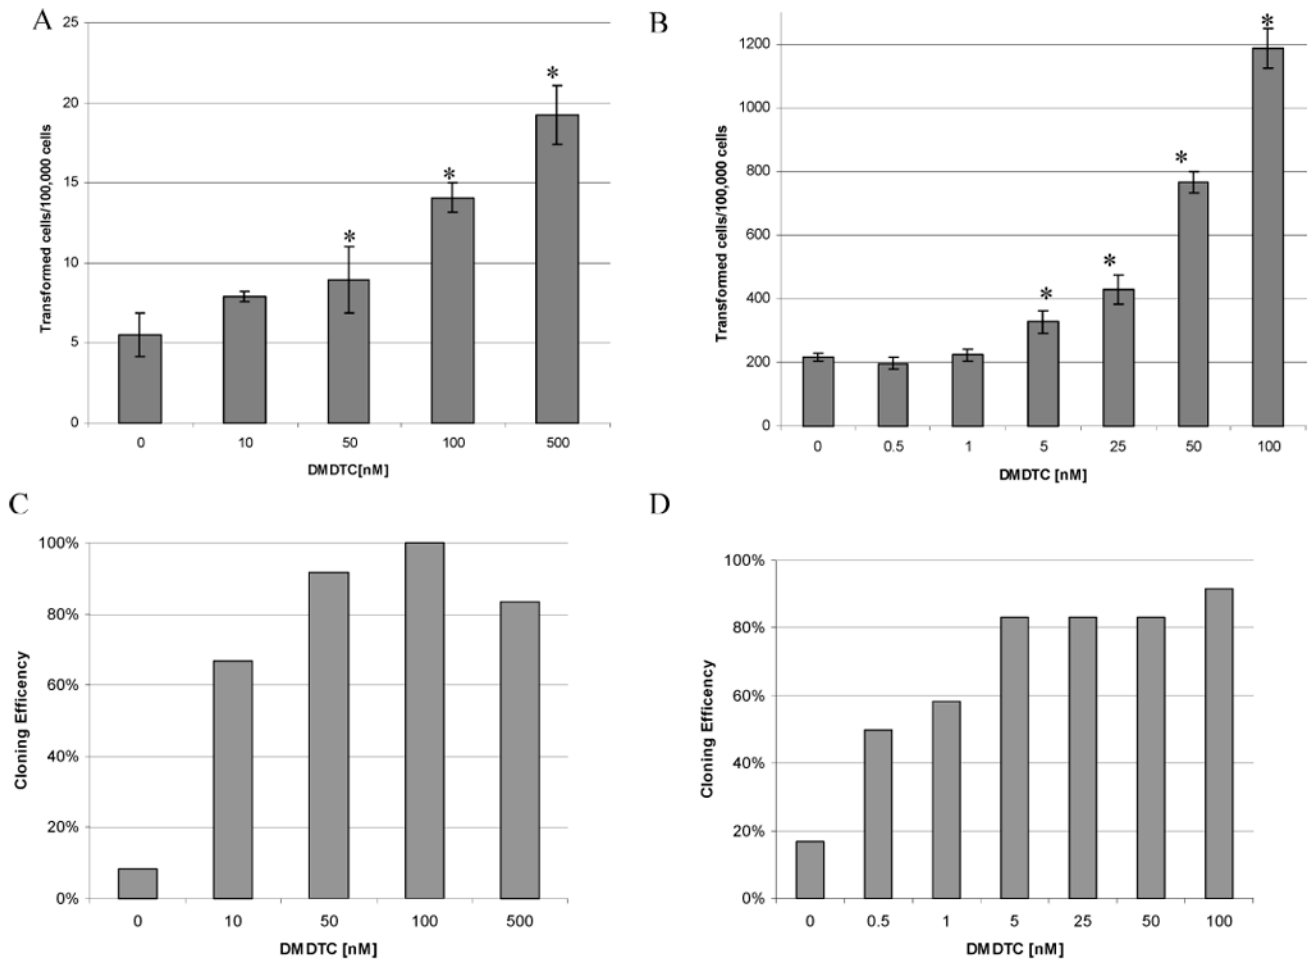 A
Transformed cells/100,000 cells
25
20
15
10
5
0
*
*
*
0 10 50 100 500
DMDTC[nM]
B
Transformed cells/100,000 cells
1200
1000
800
600
400
200
0
*
*
*
*
0 0.5 1 5 25 50 100
DMDTC [nM]
C
Cloning Efficency
100%
80%
60%
40%
20%
0%
0 10 50 100 500
DMDTC [nM]
D
Cloning Efficency
100%
80%
60%
40%
20%
0%
0 0.5 1 5 25 50 100
DMDTC [nM]